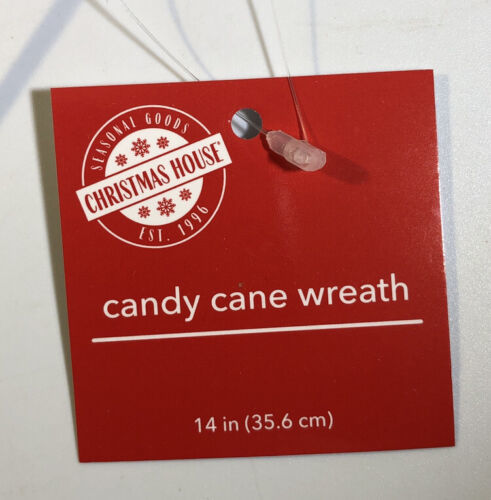 SEASONAL GOODS
CHRISTMAS HOUSE®
EST. 1996
candy cane wreath
14 in (35.6 cm)